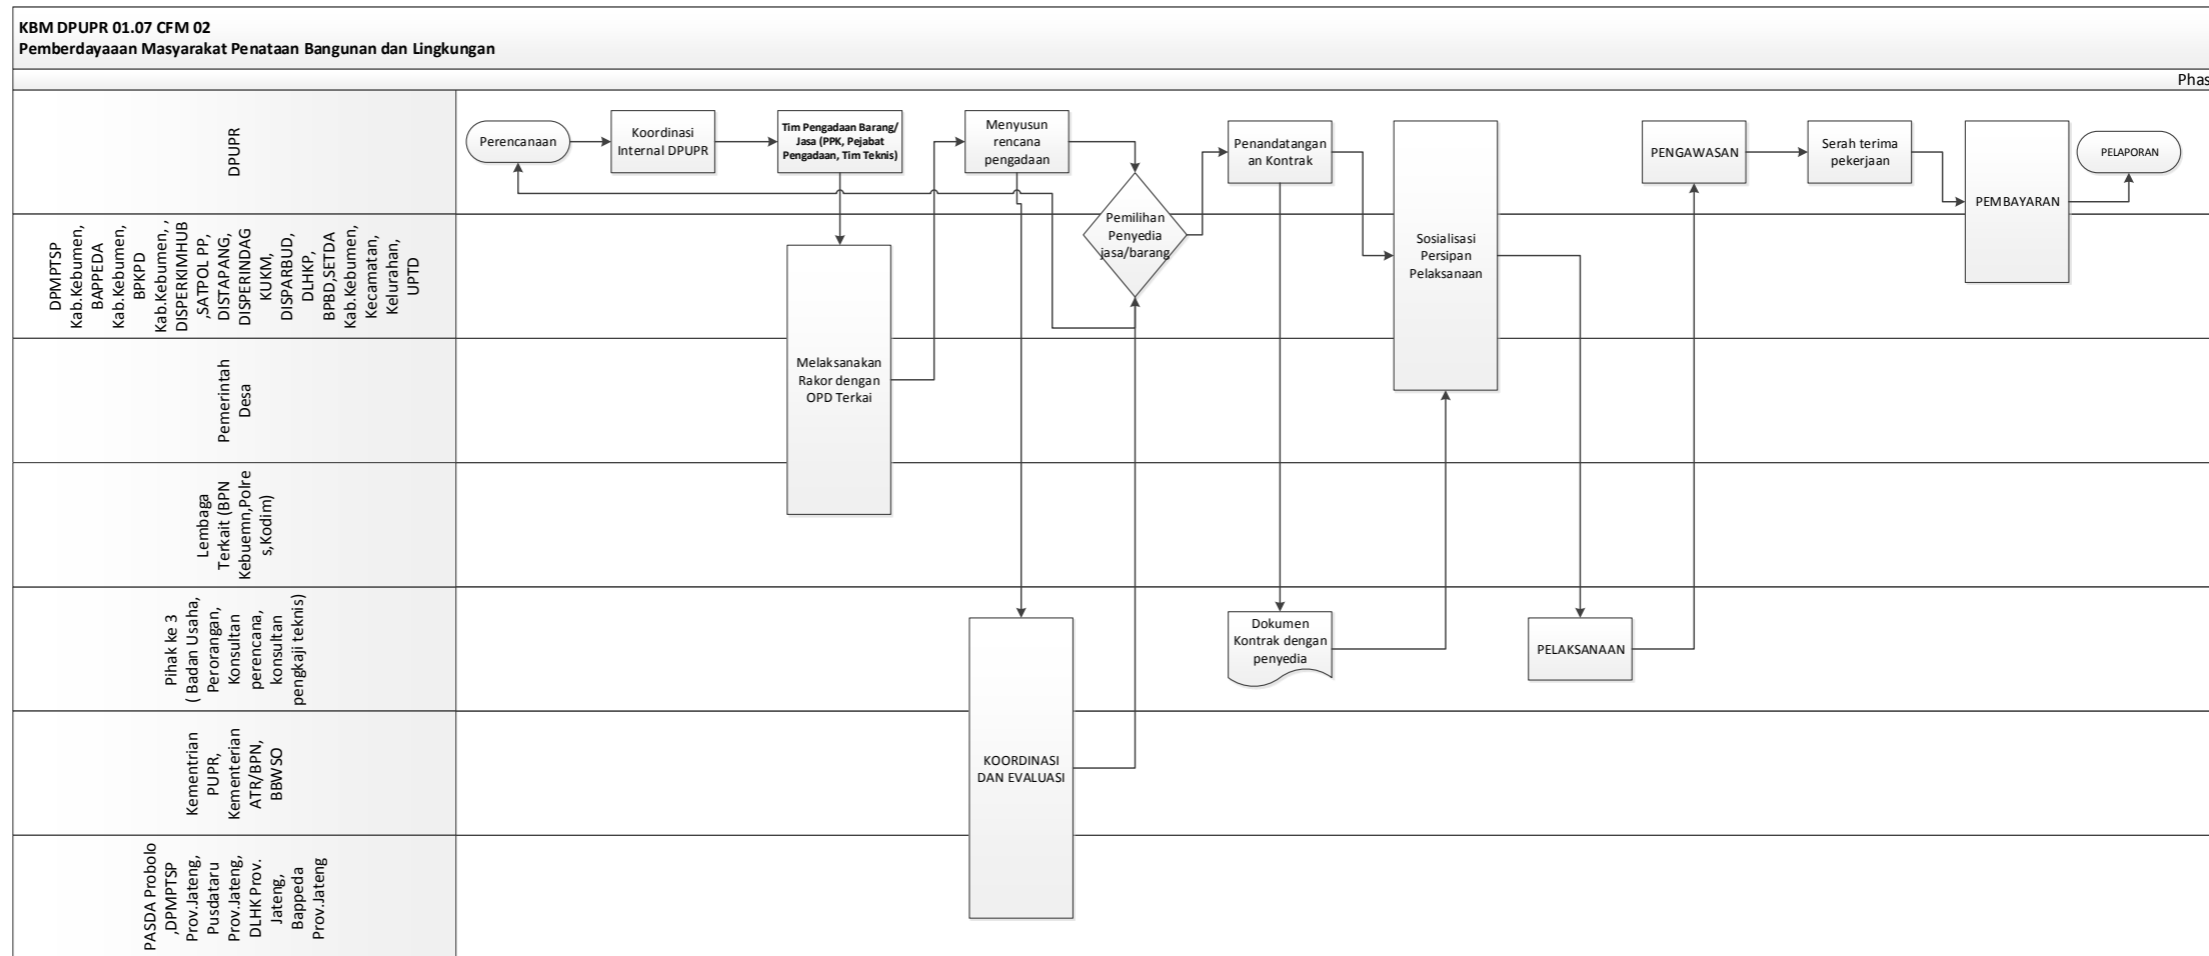 KBM DPUPR 01.07 CFM 02
Pemberdayaaan Masyarakat Penataan Bangunan dan Lingkungan
Phas
DPUPR
Perencanaan
Koordinasi
Internal DPUPR
Tim Pengadaan Barang/
Jasa (PPK, Pejabat
Pengadaan, Tim Teknis)
Menyusun
rencana
pengadaan
Pemilihan
Penyedia
jasa/barang
Penandatangan
an Kontrak
Sosialisasi
Persipan
Pelaksanaan
PENGAWASAN
Serah terima
pekerjaan
PEMBAYARAN
PELAPORAN
DPMPTSP
Kab.Kebumen,
BAPPEDA
Kab.Kebumen,
BPKPD
Kab.Kebumen, ,
DISPERKIMHUB
,SATPOL PP,
DISTAPANG,
DISPERINDAG
KUKM,
DISPARBUD,
DLHKP,
BPBD,SETDA
Kab.Kebumen,
Kecamatan,
Kelurahan,
UPTD
Pemerintah
Desa
Melaksanakan
Rakor dengan
OPD Terkai
Lembaga
Terkait (BPN
Kebuemn,Polre
s,Kodim)
Pihak ke 3
( Badan Usaha,
Perorangan,
Konsultan
perencana,
konsultan
pengkaji teknis)
Dokumen
Kontrak dengan
penyedia
PELAKSANAAN
Kementrian
PUPR,
Kementerian
ATR/BPN,
BBWSO
KOORDINASI
DAN EVALUASI
PASDA Probolo
,DPMPTSP
Prov.Jateng,
Pusdataru
Prov.Jateng,
DLHK Prov.
Jateng,
Bappeda
Prov.Jateng